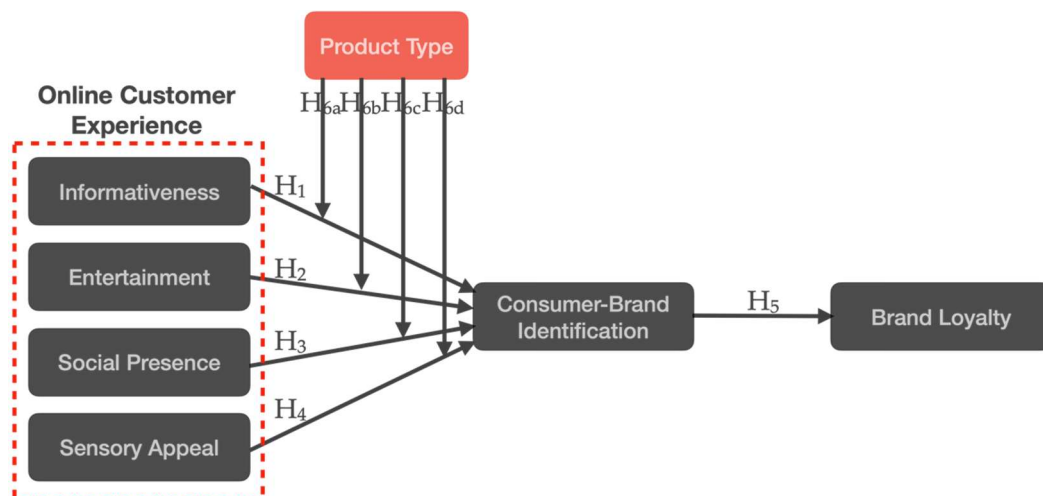 Product Type
H6a H6b H6c H6d
Online Customer
Experience
Informativeness
H1
Entertainment
H2
Social Presence
H3
Sensory Appeal
H4
Consumer-Brand
Identification
H5
Brand Loyalty